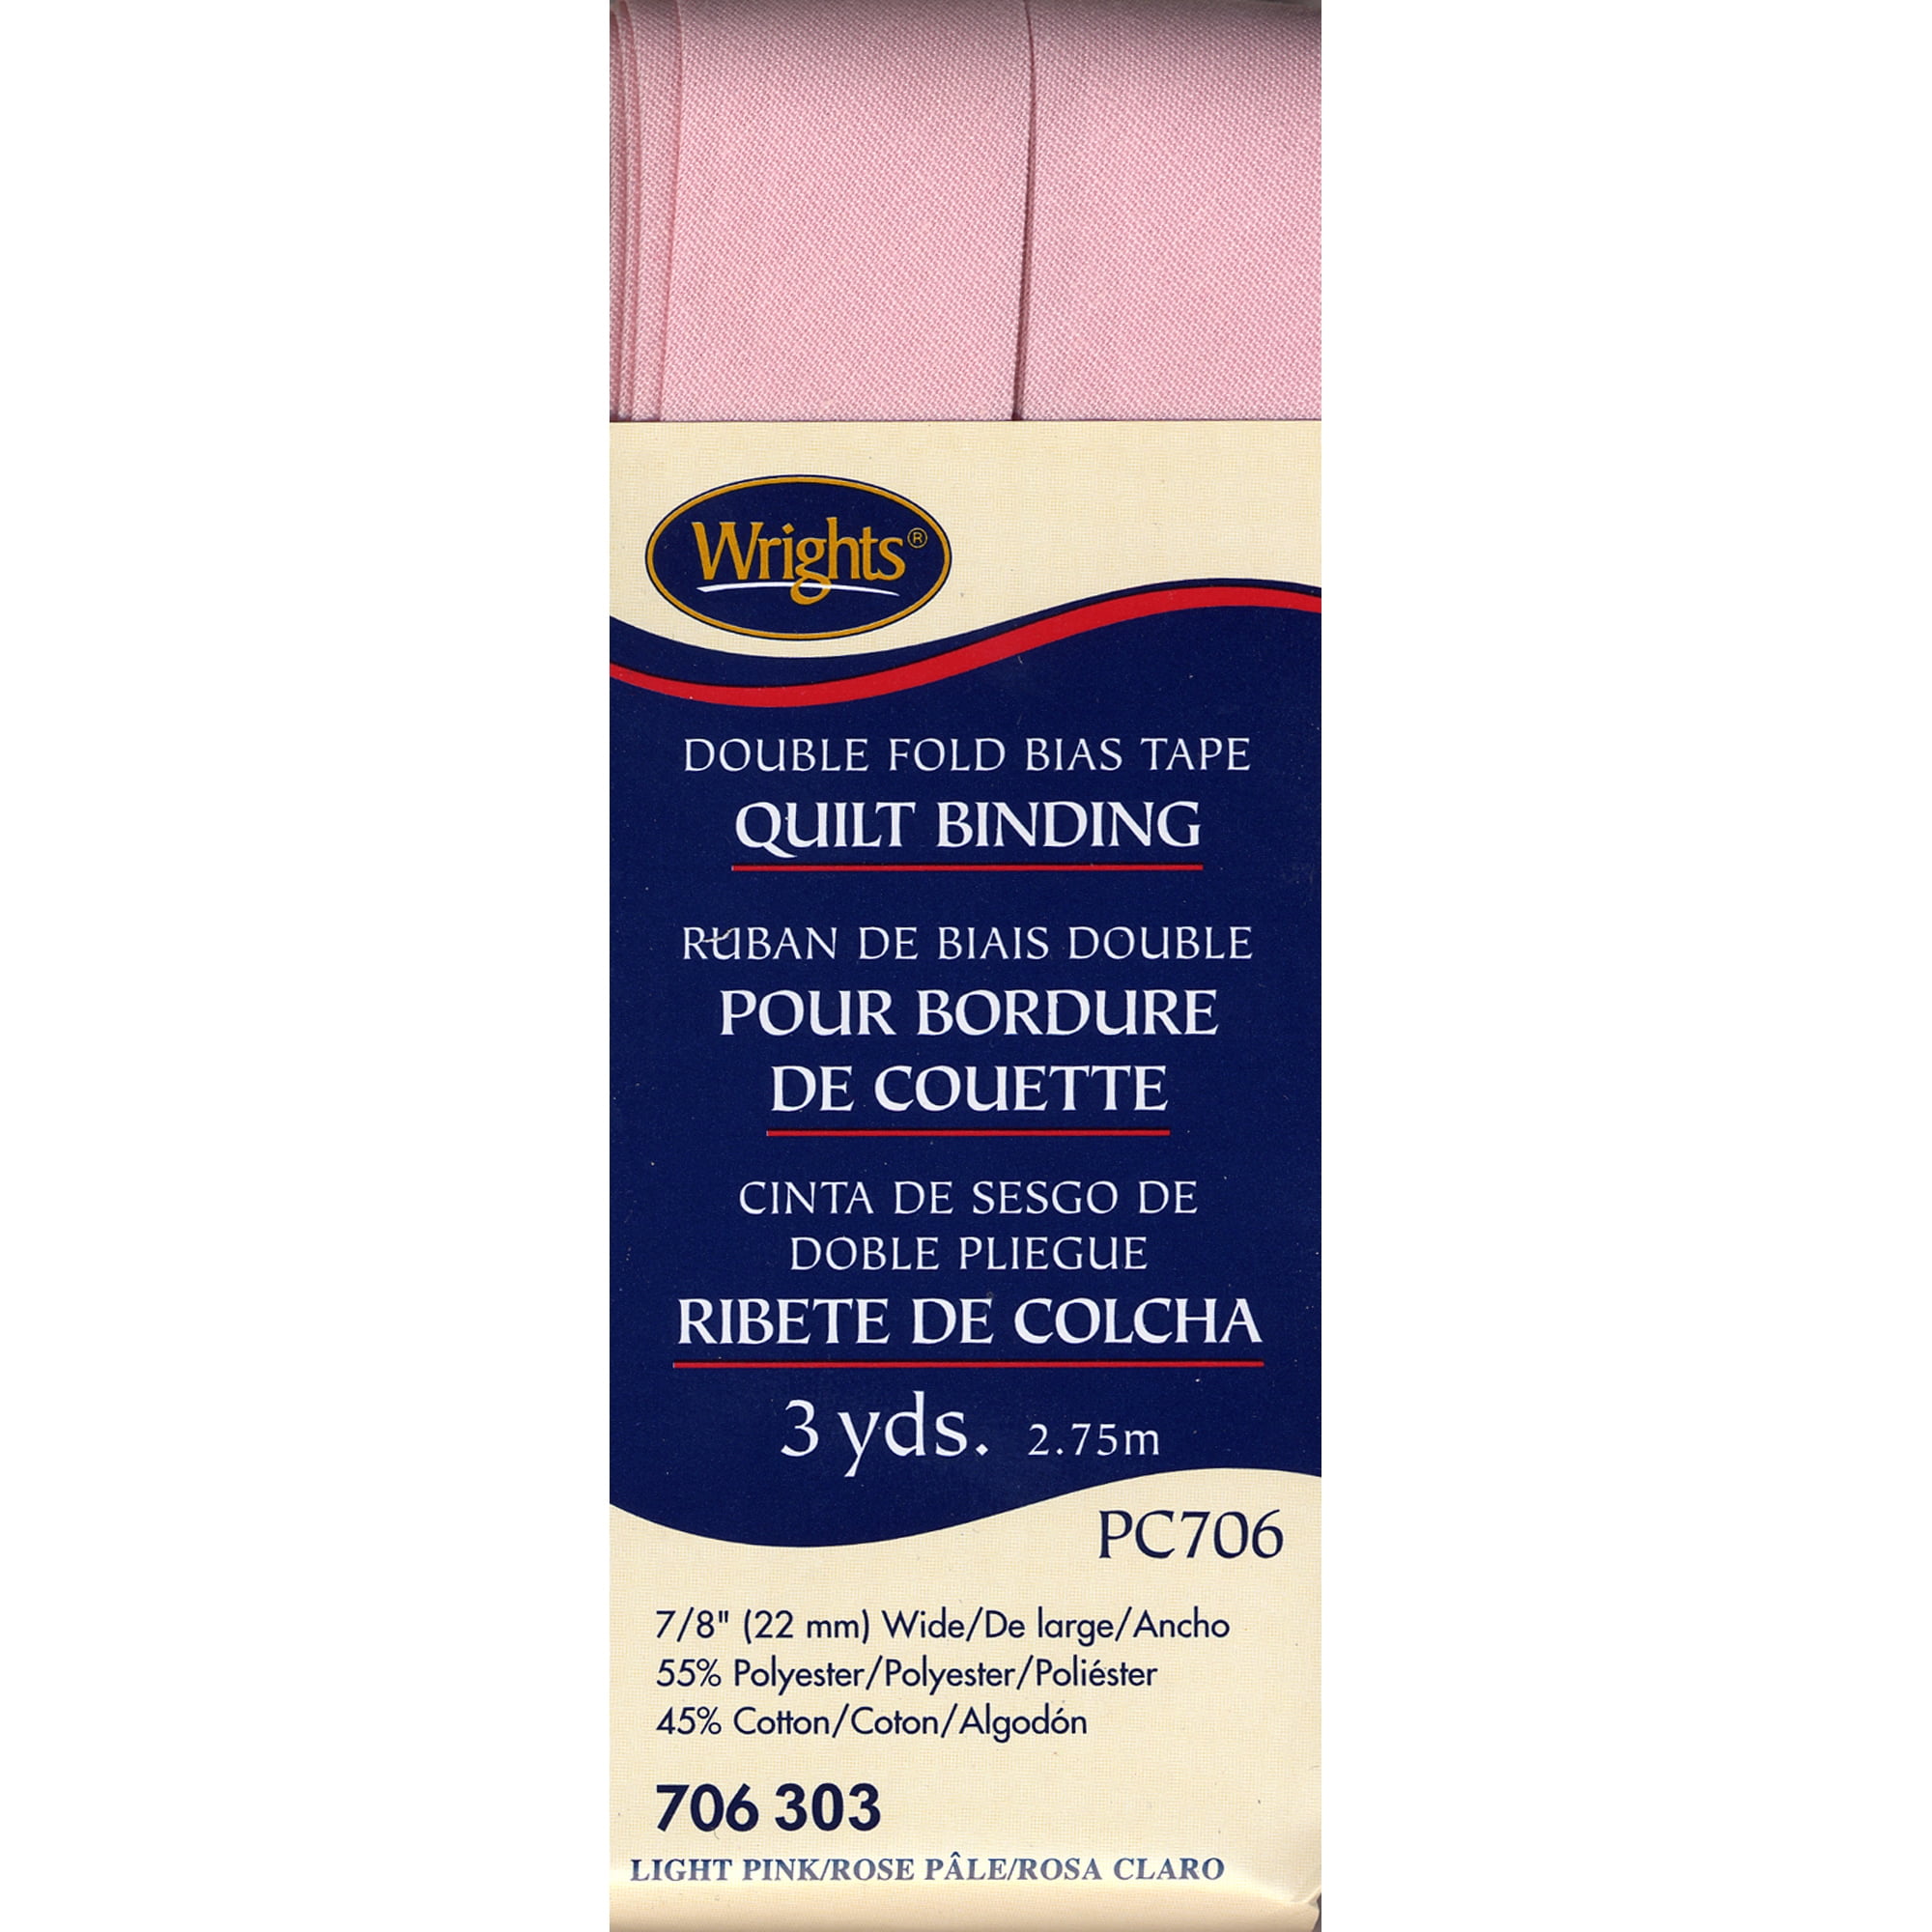 Wrights®
DOUBLE FOLD BIAS TAPE
QUILT BINDING
RUBAN DE BIAIS DOUBLE
POUR BORDURE
DE COUETTE
CINTA DE SESGO DE
DOBLE PLIEGUE
RIBETE DE COLCHA
3 yds. 2.75m
PC706
7/8" (22 mm) Wide/De large/Ancho
55% Polyester/Polyester/Poliéster
45% Cotton/Coton/Algodón
706 303
LIGHT PINK/ROSE PÂLE/ROSA CLARO